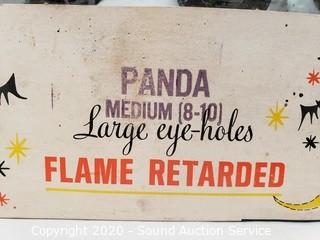 PANDA
MEDIUM (8-10)
Large eye-holes
FLAME RETARDED
Copyright 2020 - Sound Auction Service